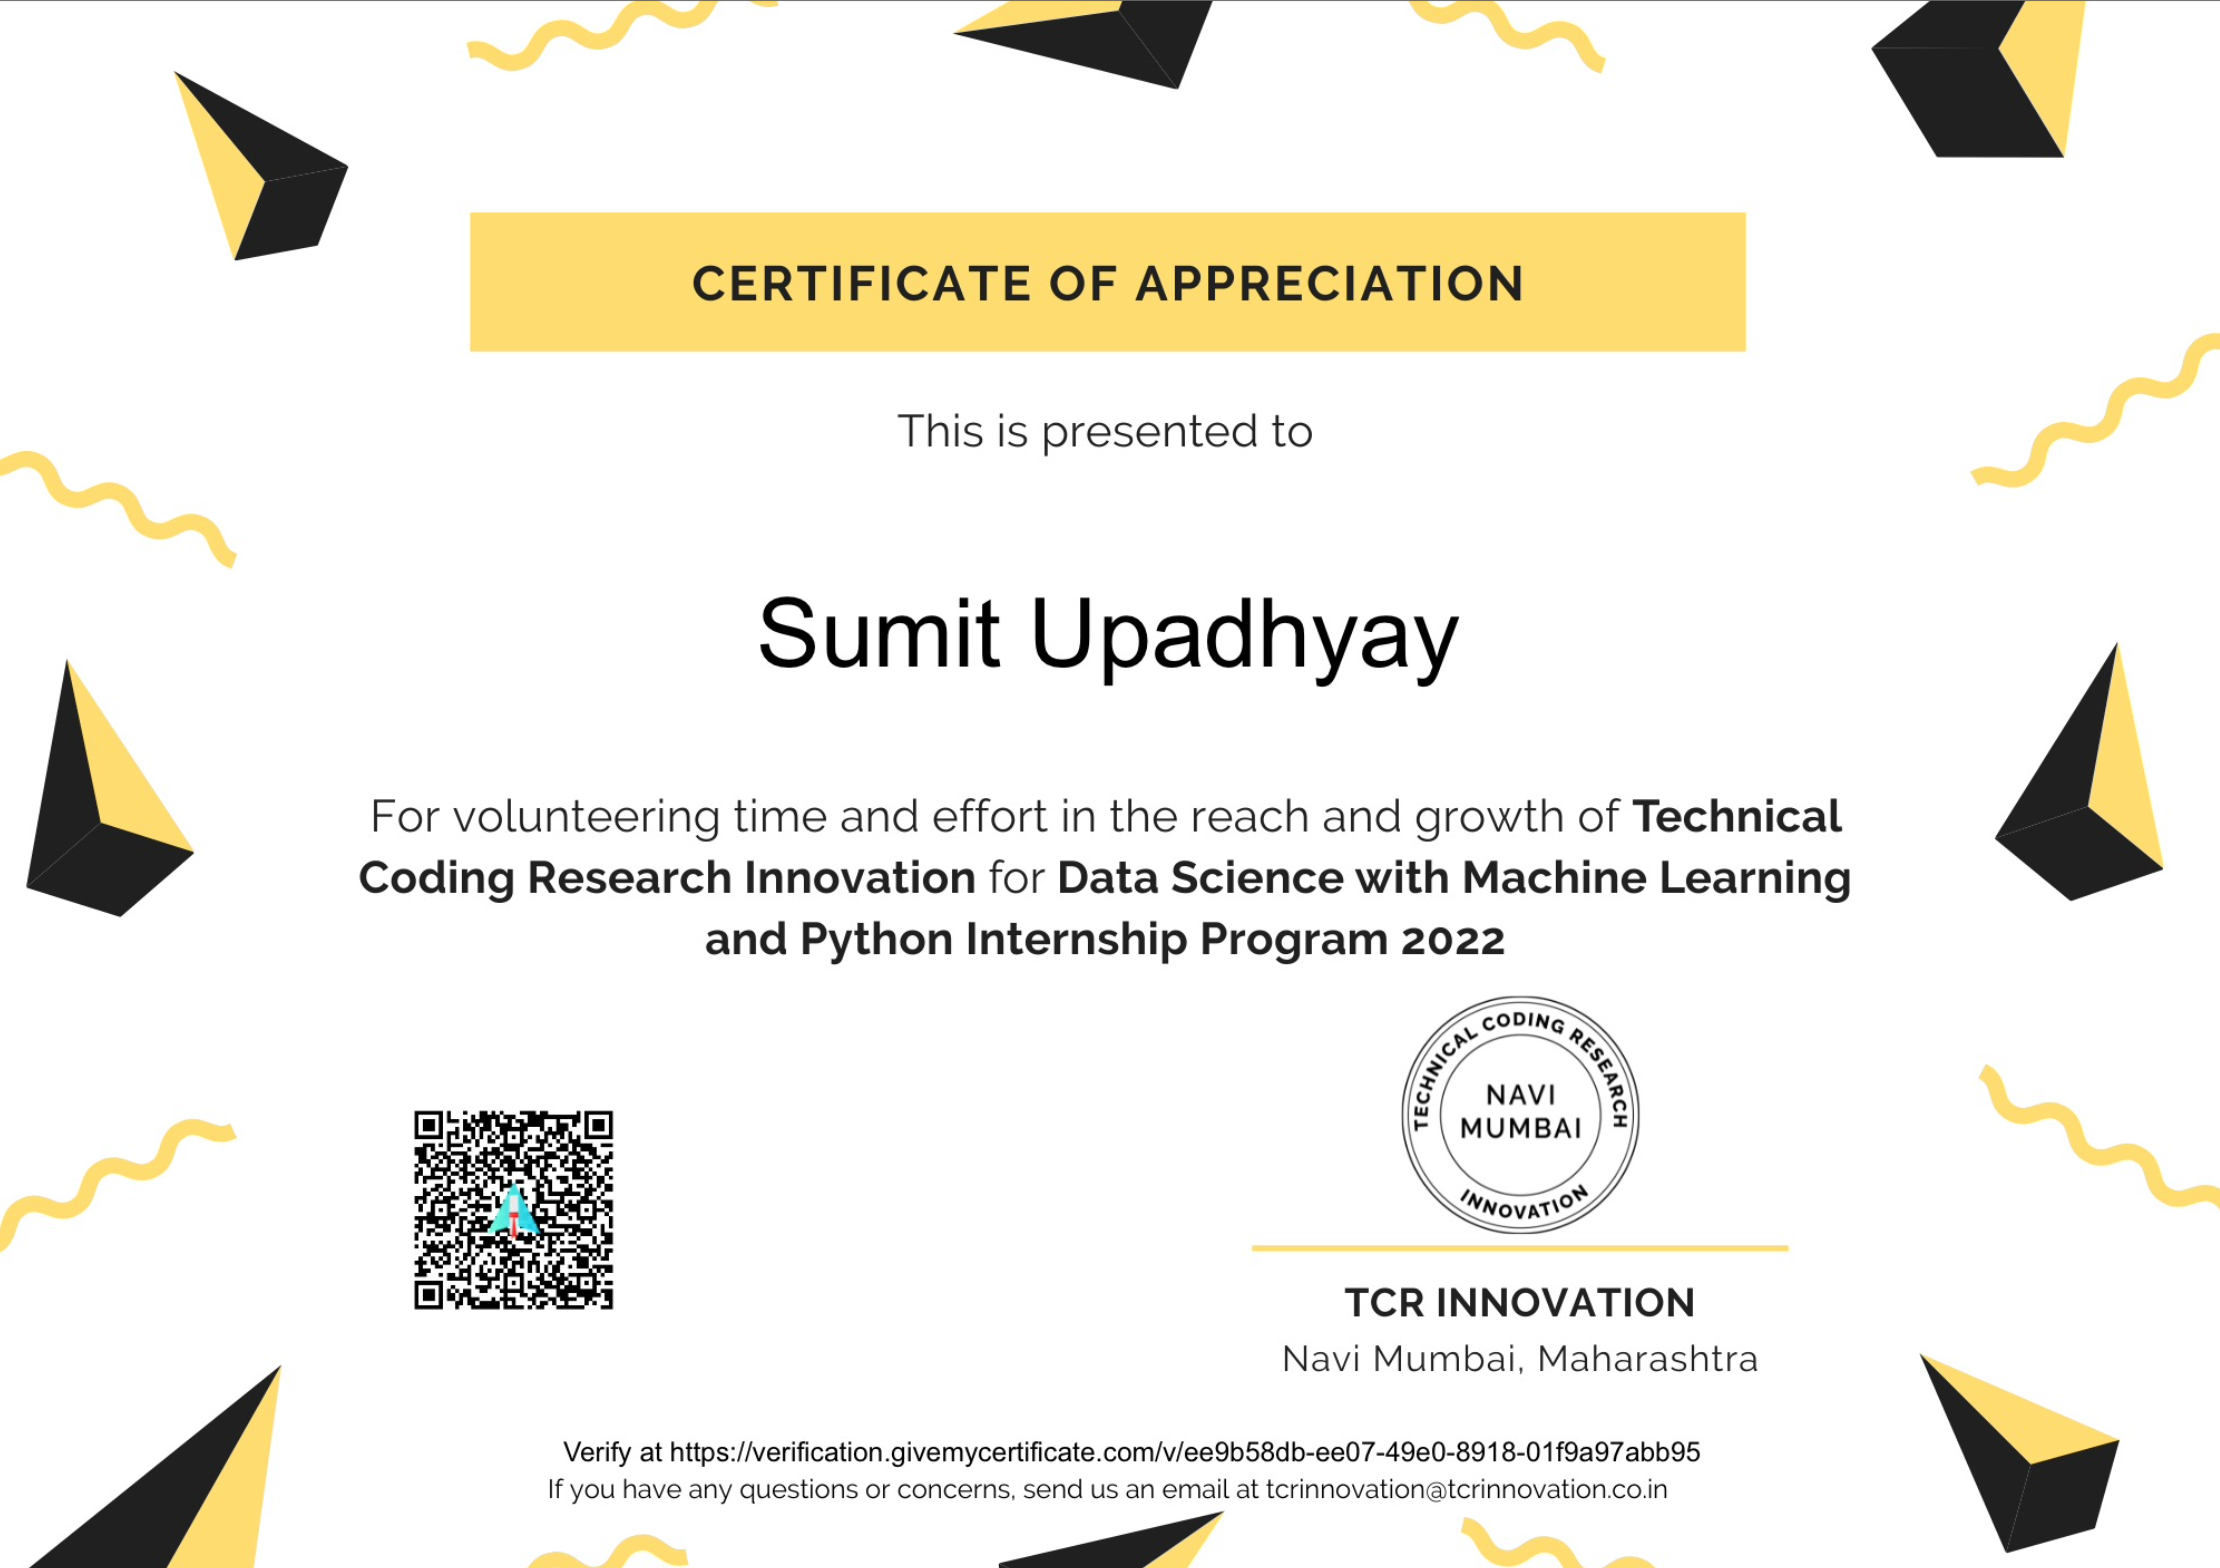 CERTIFICATE OF APPRECIATION
This is presented to
Sumit Upadhyay
For volunteering time and effort in the reach and growth of Technical
Coding Research Innovation for Data Science with Machine Learning
and Python Internship Program 2022
TECHNICAL CODING RESEARCH
NAVI
MUMBAI
INNOVATION
TCR INNOVATION
Navi Mumbai, Maharashtra
Verify at https://verification.givemycertificate.com/v/ee9b58db-ee07-49e0-8918-01f9a97abb95
If you have any questions or concerns, send us an email at tcrinnovation@tcrinnovation.co.in